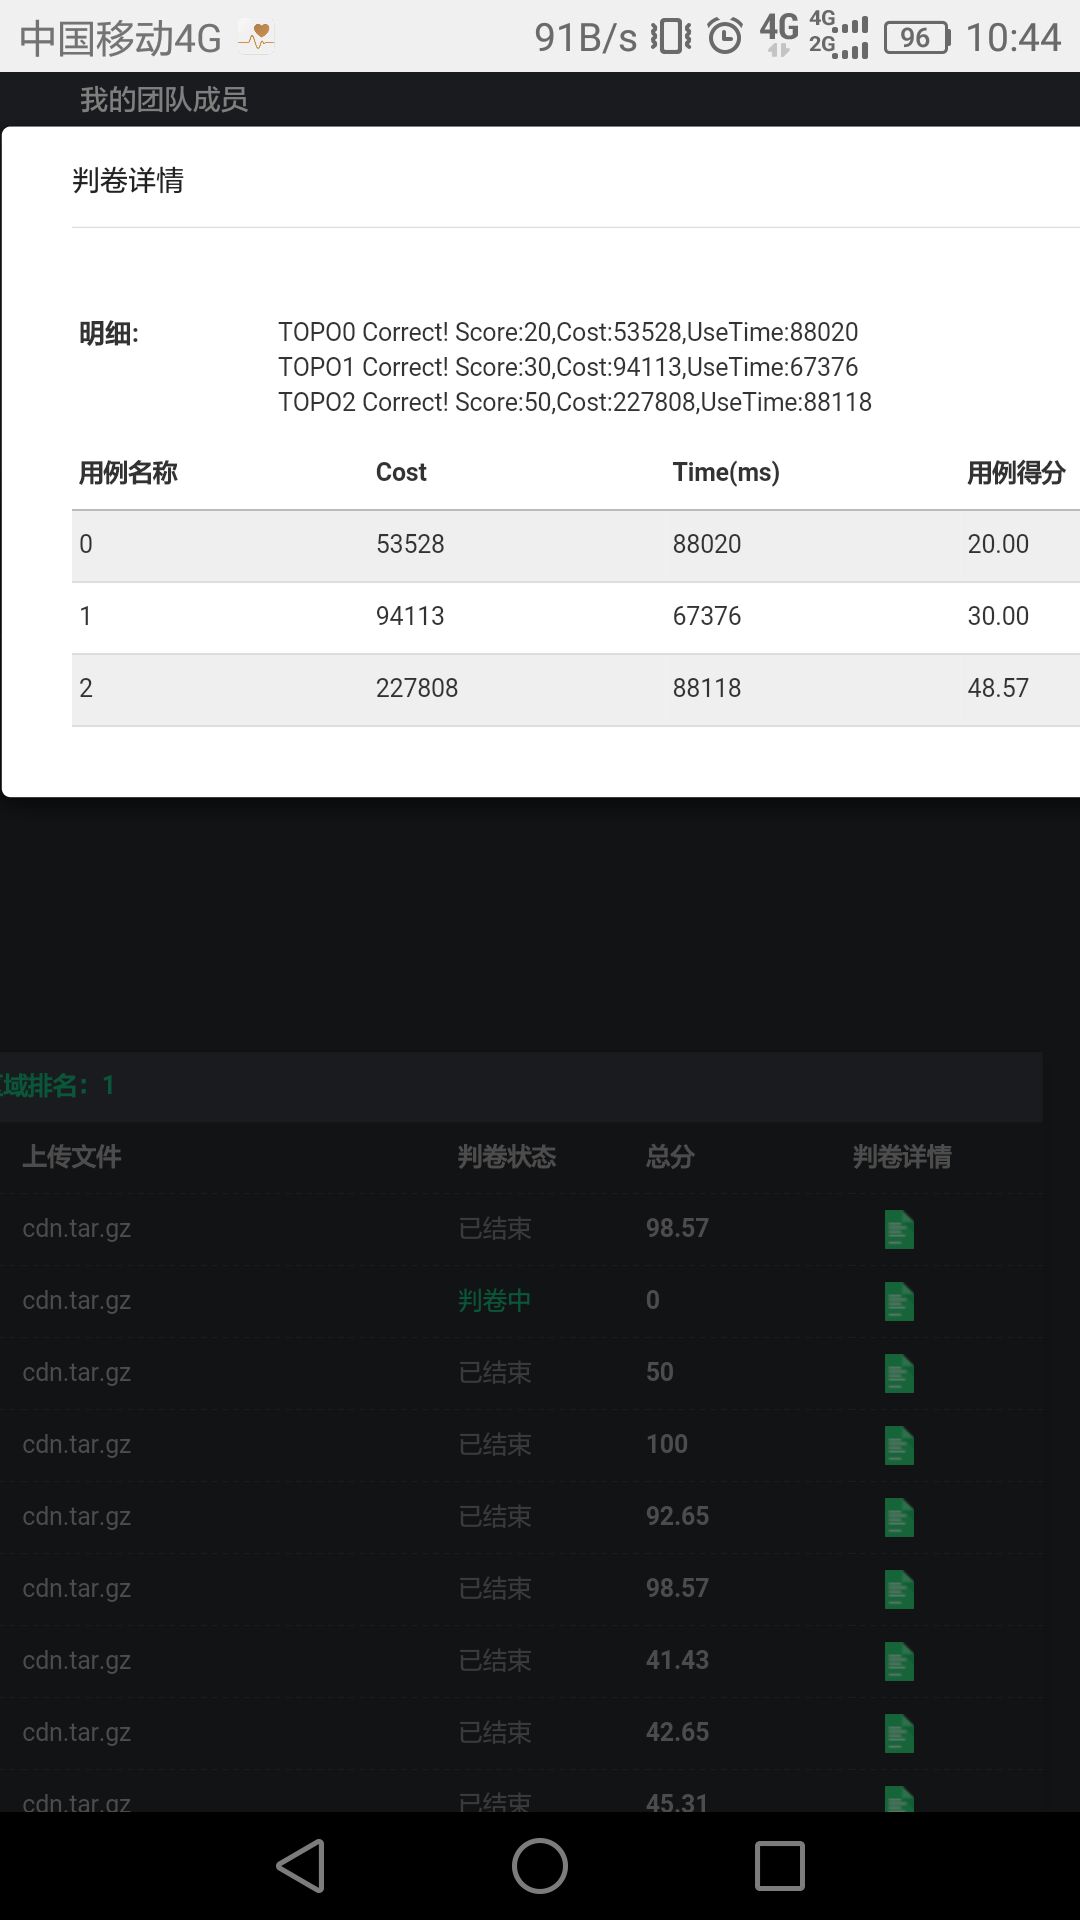 中国移动4G 91B/s 4G 4G 2G 96 10:44
我的团队成员
判卷详情
明细: TOPO0 Correct! Score:20,Cost:53528,UseTime:88020
TOPO1 Correct! Score:30,Cost:94113,UseTime:67376
TOPO2 Correct! Score:50,Cost:227808,UseTime:88118
用例名称 Cost Time(ms) 用例得分
0 53528 88020 20.00
1 94113 67376 30.00
2 227808 88118 48.57
域排名：1
上传文件 判卷状态 总分 判卷详情
cdn.tar.gz 已结束 98.57
cdn.tar.gz 判卷中 0
cdn.tar.gz 已结束 50
cdn.tar.gz 已结束 100
cdn.tar.gz 已结束 92.65
cdn.tar.gz 已结束 98.57
cdn.tar.gz 已结束 41.43
cdn.tar.gz 已结束 42.65
cdn.tar.gz 已结束 45.31